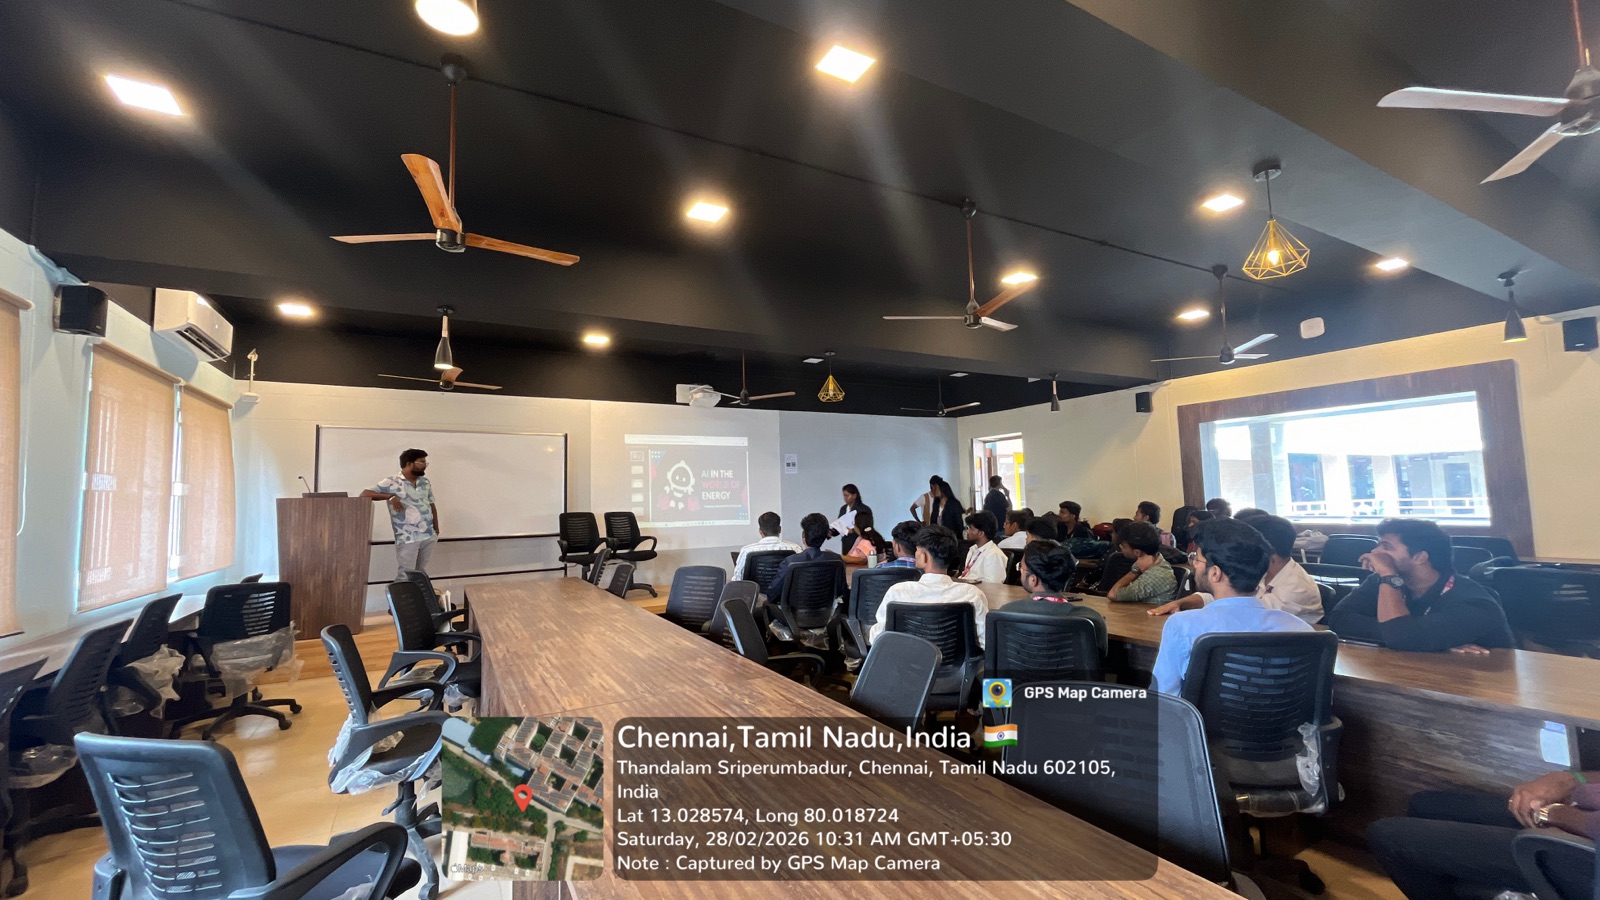 AI IN THE
WORLD OF
ENERGY
GPS Map Camera
Chennai,Tamil Nadu,India
Thandalam Sriperumbadur, Chennai, Tamil Nadu 602105,
India
Lat 13.028574, Long 80.018724
Saturday, 28/02/2026 10:31 AM GMT+05:30
Note : Captured by GPS Map Camera